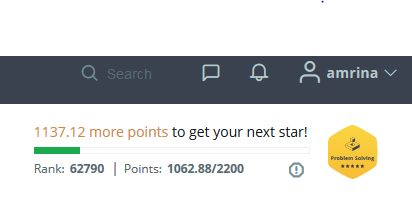 Search
amrina
1137.12 more points to get your next star!
Problem Solving
Rank: 62790 | Points: 1062.88/2200